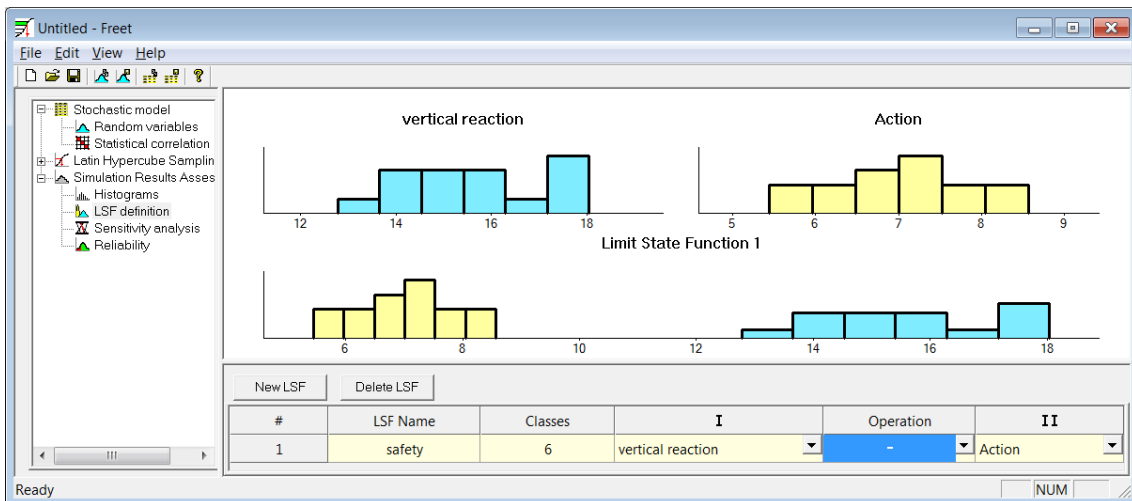 Untitled - Freet
File Edit View Help
Stochastic model
Random variables
Statistical correlation
Latin Hypercube Samplin
Simulation Results Asses
Histograms
LSF definition
Sensitivity analysis
Reliability
vertical reaction
12 14 16 18
Action
5 6 7 8 9
Limit State Function 1
6 8 10 12 14 16 18
New LSF Delete LSF
# LSF Name Classes I Operation II
1 safety 6 vertical reaction - Action
Ready NUM